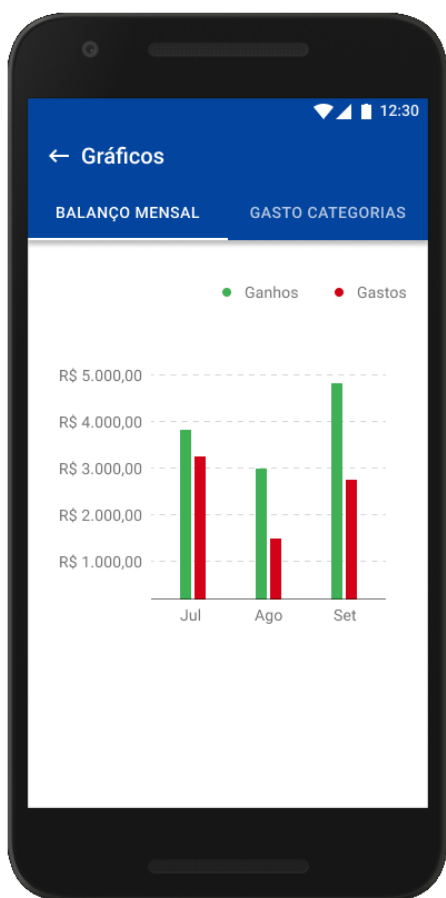 12:30
← Gráficos
BALANÇO MENSAL GASTO CATEGORIAS
Ganhos Gastos
R$ 5.000,00
R$ 4.000,00
R$ 3.000,00
R$ 2.000,00
R$ 1.000,00
Jul Ago Set